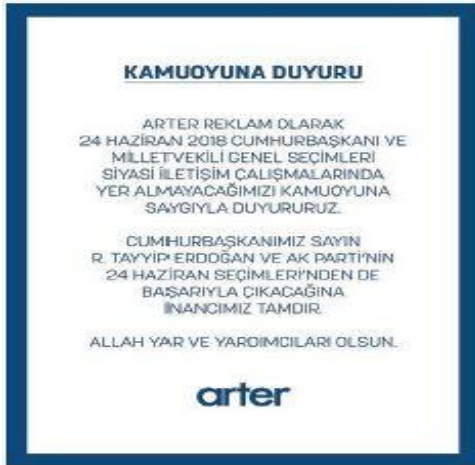 KAMUOYUNA DUYURU
ARTER REKLAM OLARAK
24 HAZİRAN 2018 CUMHURBAŞKANI VE
MİLLETVEKİLİ GENEL SEÇİMLERİ
SİYASİ İLETİŞİM ÇALIŞMALARINDA
YER ALMAYACAĞIMIZI KAMUOYUNA
SAYGIYLA DUYURURUZ.
CUMHURBAŞKANIMIZ SAYIN
R. TAYYİP ERDOĞAN VE AK PARTİ'NİN
24 HAZİRAN SEÇİMLERİ'NDEN DE
BAŞARIYLA ÇIKACAĞINA
İNANCIMIZ TAMDIR.
ALLAH YAR VE YARDIMCILARI OLSUN.
arter